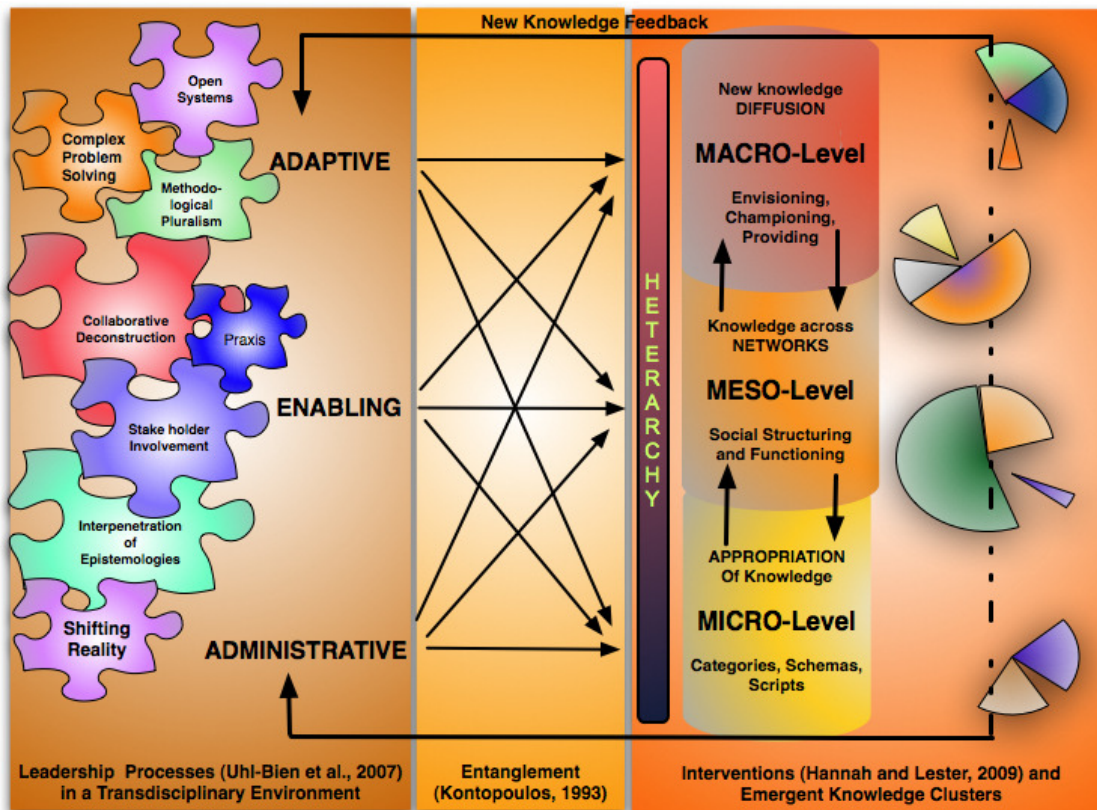 New Knowledge Feedback
Open
Systems
Complex
Problem
Solving
Methodo-
logical
Pluralism
Collaborative
Deconstruction
Praxis
Stake holder
Involvement
Interpenetration
of
Epistemologies
Shifting
Reality
ADAPTIVE
ENABLING
ADMINISTRATIVE
HETERARCHY
New knowledge
DIFFUSION
MACRO-Level
Envisioning,
Championing,
Providing
Knowledge across
NETWORKS
MESO-Level
Social Structuring
and Functioning
APPROPRIATION
Of Knowledge
MICRO-Level
Categories, Schemas,
Scripts
Leadership Processes (Uhl-Bien et al., 2007)
in a Transdisciplinary Environment
Entanglement
(Kontopoulos, 1993)
Interventions (Hannah and Lester, 2009) and
Emergent Knowledge Clusters